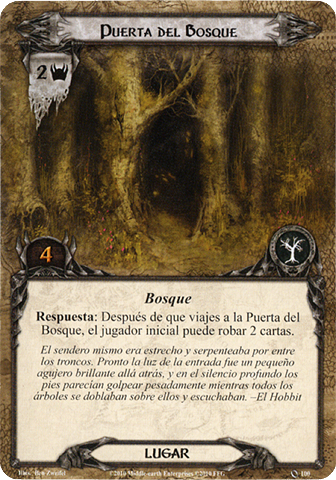 Puerta del Bosque
2
4
Bosque
Respuesta: Después de que viajes a la Puerta del
Bosque, el jugador inicial puede robar 2 cartas.
El sendero mismo era estrecho y serpenteaba por entre
los troncos. Pronto la luz de la entrada fue un pequeño
agujero brillante allá atrás, y en el silencio profundo los
pies parecían golpear pesadamente mientras todos los
árboles se doblaban sobre ellos y escuchaban. –El Hobbit
LUGAR
Ilus.: Ben Zweifel
Middle-earth Enterprises
100